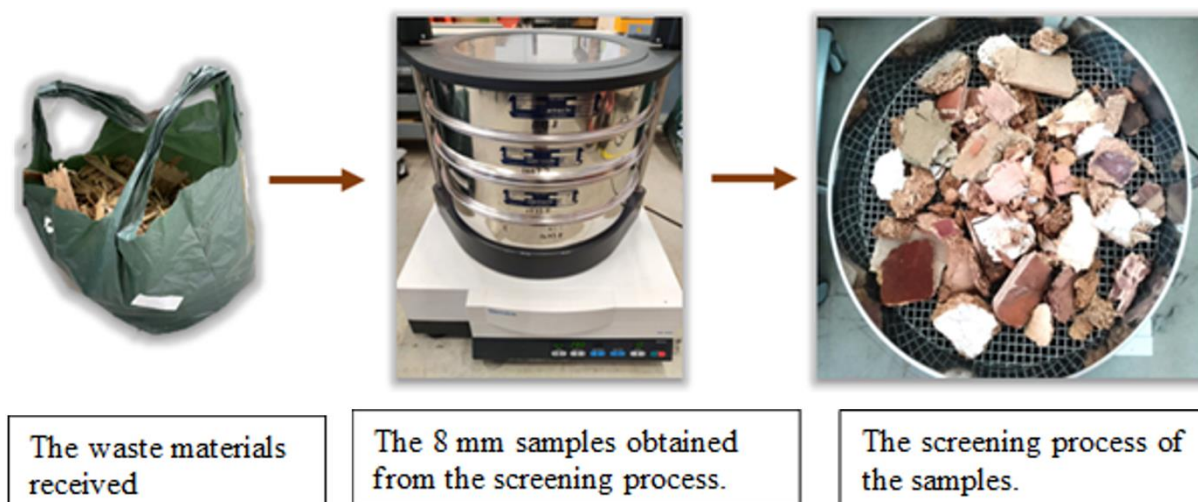 The waste materials
received
The 8 mm samples obtained
from the screening process.
The screening process of
the samples.